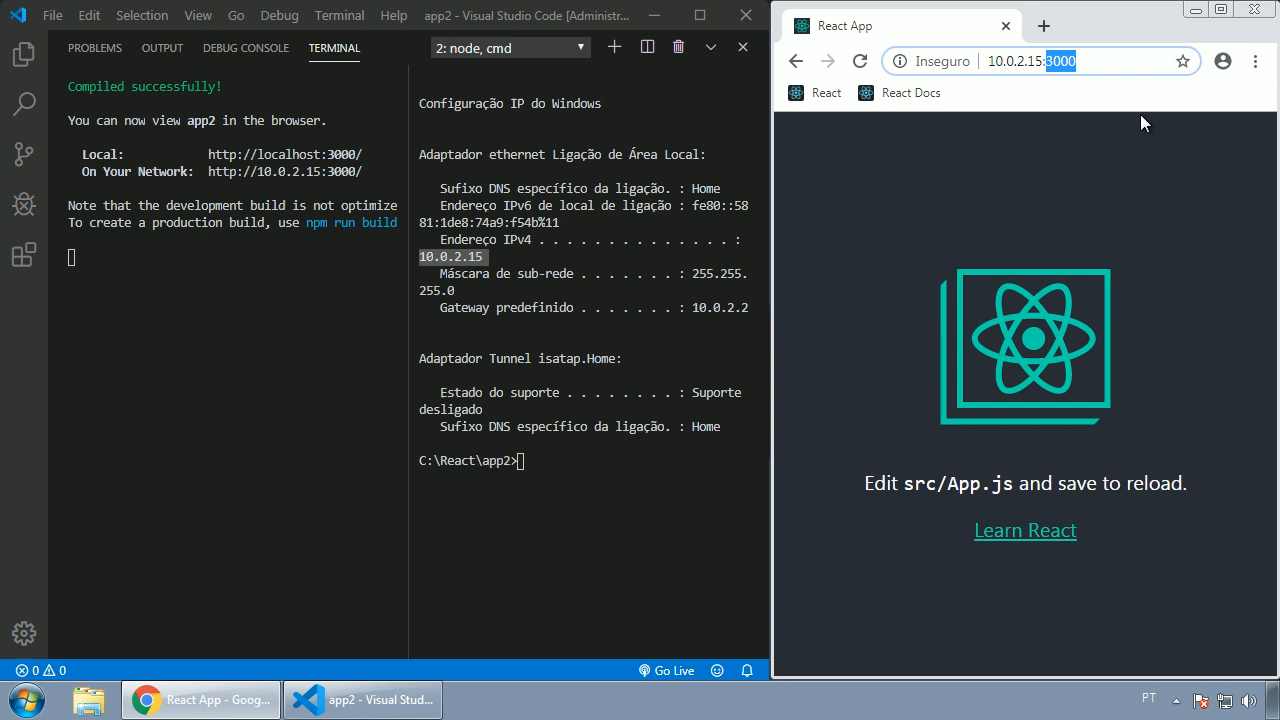 File Edit Selection View Go Debug Terminal Help app2 - Visual Studio Code [Administr...
PROBLEMS OUTPUT DEBUG CONSOLE TERMINAL 2: node, cmd
Compiled successfully!
You can now view app2 in the browser.
Local: http://localhost:3000/
On Your Network: http://10.0.2.15:3000/
Note that the development build is not optimize
To create a production build, use npm run build
Configuração IP do Windows
Adaptador ethernet Ligação de Área Local:
Sufixo DNS específico da ligação. : Home
Endereço IPv6 de local de ligação : fe80::58
81:1de8:74a9:f54b%11
Endereço IPv4 . . . . . . . . . . . . . . :
10.0.2.15
Máscara de sub-rede . . . . . . . : 255.255.
255.0
Gateway predefinido . . . . . . . : 10.0.2.2
Adaptador Tunnel isatap.Home:
Estado do suporte . . . . . . . . : Suporte
desligado
Sufixo DNS específico da ligação. : Home
C:\React\app2>
0 0 Go Live
React App
Inseguro 10.0.2.15:3000
React React Docs
Edit src/App.js and save to reload.
Learn React
React App - Goog... app2 - Visual Stud... PT